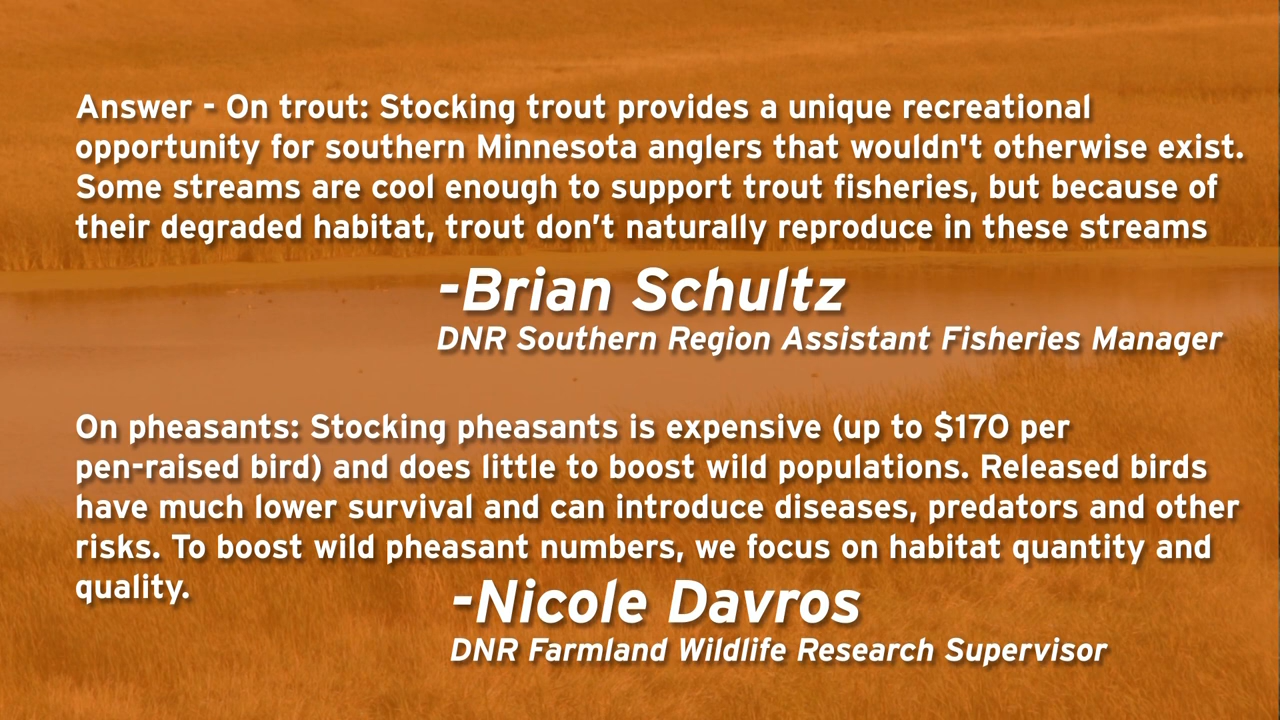 Answer - On trout: Stocking trout provides a unique recreational
opportunity for southern Minnesota anglers that wouldn't otherwise exist.
Some streams are cool enough to support trout fisheries, but because of
their degraded habitat, trout don’t naturally reproduce in these streams
-Brian Schultz
DNR Southern Region Assistant Fisheries Manager
On pheasants: Stocking pheasants is expensive (up to $170 per
pen-raised bird) and does little to boost wild populations. Released birds
have much lower survival and can introduce diseases, predators and other
risks. To boost wild pheasant numbers, we focus on habitat quantity and
quality.
-Nicole Davros
DNR Farmland Wildlife Research Supervisor